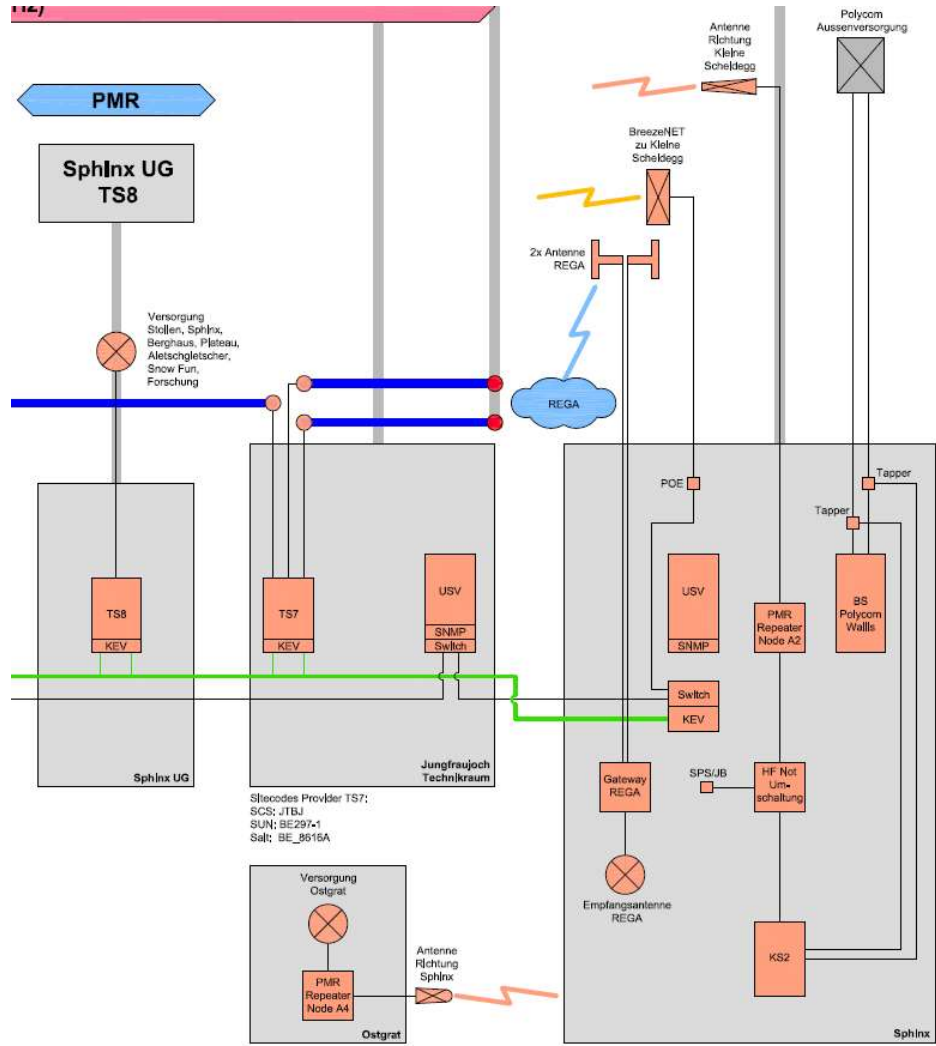 Antenne
Richtung
Kleine
Scheidegg
Polycom
Aussenversorgung
PMR
BreezeNET
zu Kleine
Scheidegg
Sphinx UG
TS8
2x Antenne
REGA
Versorgung
Stollen, Sphinx,
Berghaus, Plateau,
Aletschgletscher,
Snow Fun,
Forschung
REGA
POE
Tapper
Tapper
TS8
KEV
TS7
KEV
USV
SNMP
Switch
USV
SNMP
PMR
Repeater
Node A2
BS
Polycom
Wallis
Switch
KEV
Sphinx UG
Jungfraujoch
Technikraum
Gateway
REGA
SPS/JB
HF Not
Um-
schaltung
Sitecodes Provider TS7:
SCS: JTBJ
SUN: BE297-1
Salt: BE_8616A
Versorgung
Ostgrat
Empfangsantenne
REGA
Antenne
Richtung
Sphinx
PMR
Repeater
Node A4
KS2
Ostgrat
Sphinx